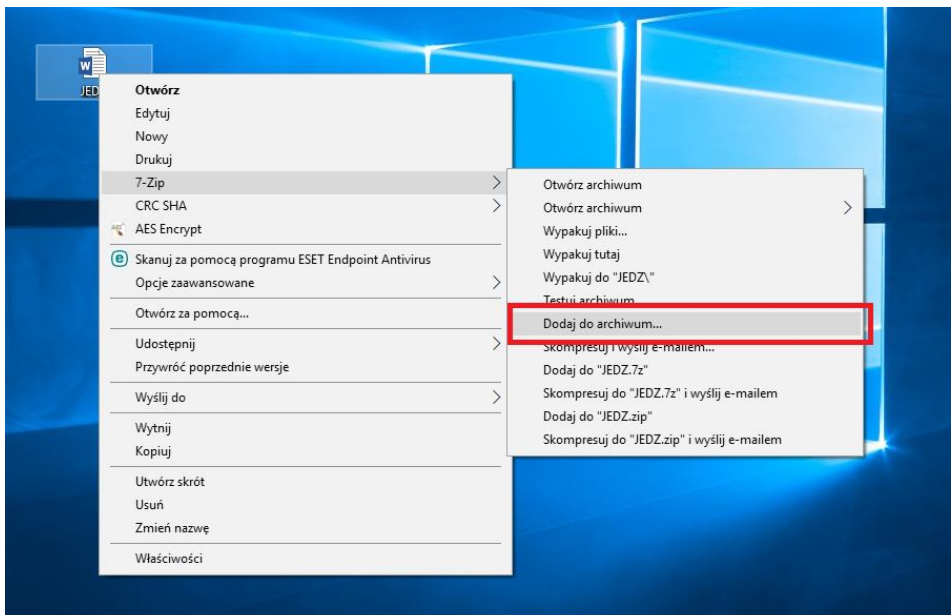 JED
Otwórz
Edytuj
Nowy
Drukuj
7-Zip
CRC SHA
AES Encrypt
Skanuj za pomocą programu ESET Endpoint Antivirus
Opcje zaawansowane
Otwórz za pomocą...
Udostępnij
Przywróć poprzednie wersje
Wyślij do
Wytnij
Kopiuj
Utwórz skrót
Usuń
Zmień nazwę
Właściwości
Otwórz archiwum
Otwórz archiwum
Wypakuj pliki...
Wypakuj tutaj
Wypakuj do "JEDZ\"
Testuj archiwum
Dodaj do archiwum...
Skompresuj i wyślij e-mailem...
Dodaj do "JEDZ.7z"
Skompresuj do "JEDZ.7z" i wyślij e-mailem
Dodaj do "JEDZ.zip"
Skompresuj do "JEDZ.zip" i wyślij e-mailem